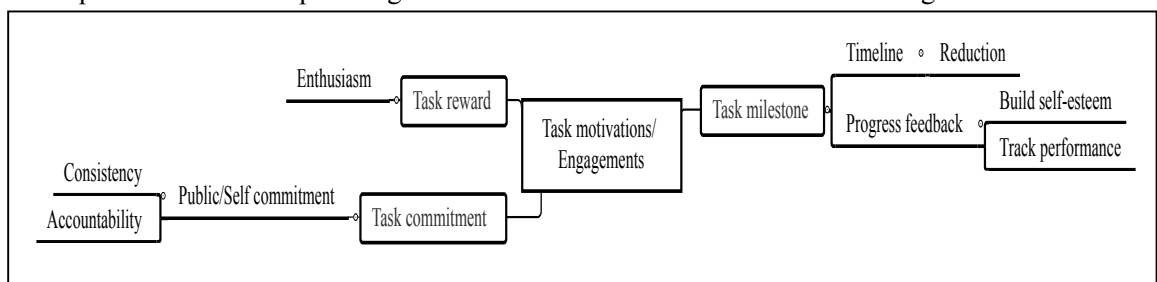 Timeline
Reduction
Enthusiasm
Task reward
Task motivations/
Engagements
Task milestone
Build self-esteem
Progress feedback
Track performance
Consistency
Public/Self commitment
Accountability
Task commitment